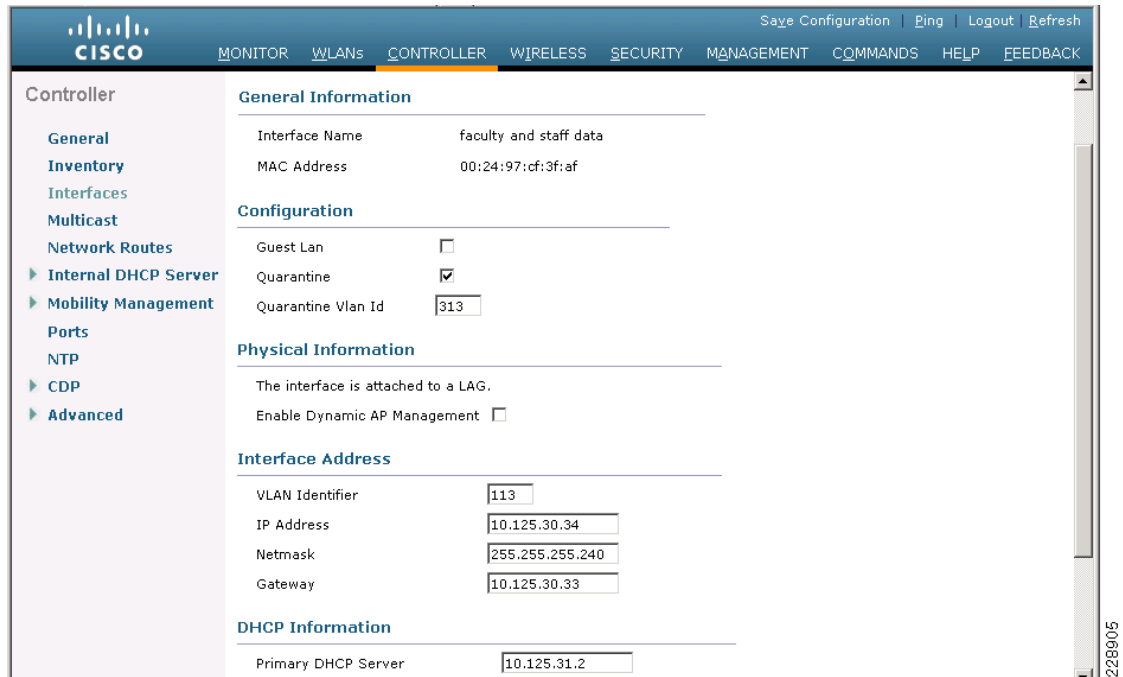 Save Configuration | Ping | Logout | Refresh
CISCO
MONITOR WLANs CONTROLLER WIRELESS SECURITY MANAGEMENT COMMANDS HELP FEEDBACK
Controller
General
Inventory
Interfaces
Multicast
Network Routes
Internal DHCP Server
Mobility Management
Ports
NTP
CDP
Advanced
General Information
Interface Name faculty and staff data
MAC Address 00:24:97:cf:3f:af
Configuration
Guest Lan
Quarantine
Quarantine Vlan Id 313
Physical Information
The interface is attached to a LAG.
Enable Dynamic AP Management
Interface Address
VLAN Identifier 113
IP Address 10.125.30.34
Netmask 255.255.255.240
Gateway 10.125.30.33
DHCP Information
Primary DHCP Server 10.125.31.2
228905